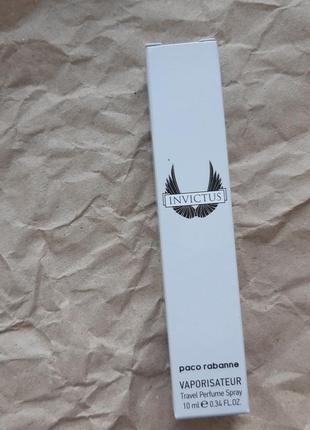 INVICTUS
paco rabanne
VAPORISATEUR
Travel Perfume Spray
10 ml ℮ 0.34 FL.OZ.